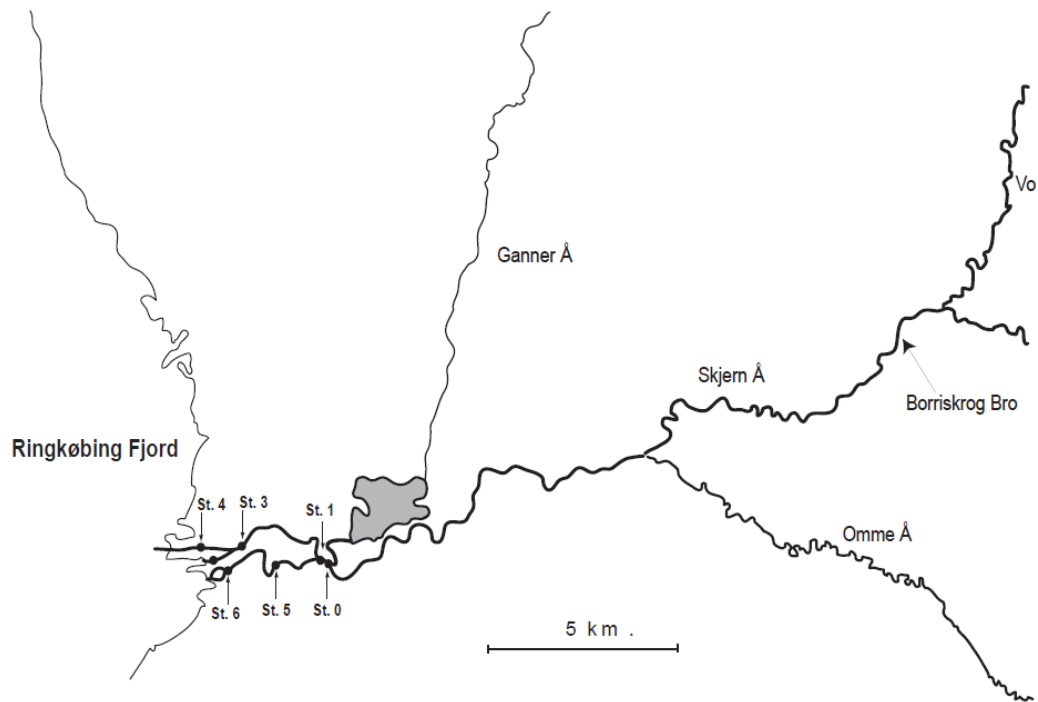 Vo
Ganner Å
Skjern Å
Borriskrog Bro
Ringkøbing Fjord
St. 4
St. 3
St. 1
Omme Å
St. 6
St. 5
St. 0
5 km .